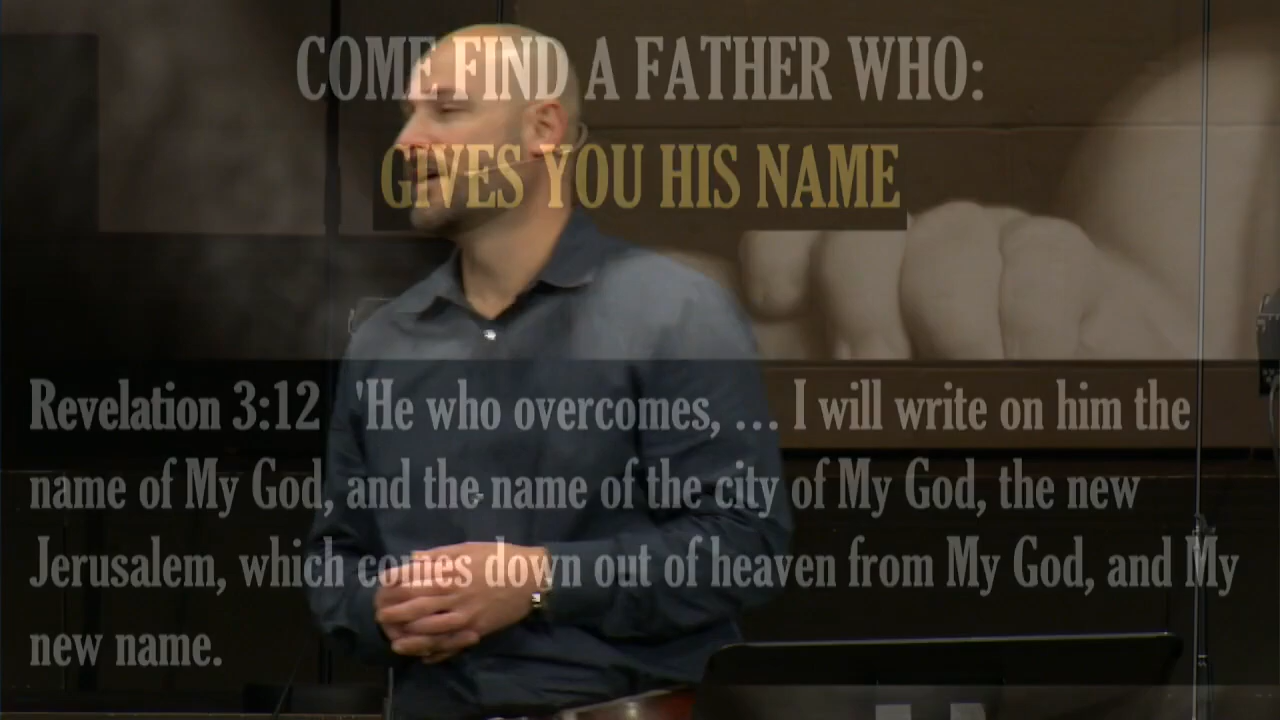 COME FIND A FATHER WHO:
GIVES YOU HIS NAME
Revelation 3:12 'He who overcomes, … I will write on him the
name of My God, and the name of the city of My God, the new
Jerusalem, which comes down out of heaven from My God, and My
new name.